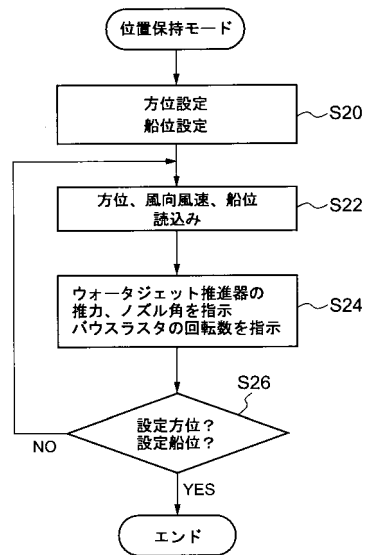 位置保持モード
方位設定
船位設定
S20
方位、風向風速、船位
読込み
S22
ウォータジェット推進器の
推力、ノズル角を指示
バウスラスタの回転数を指示
S24
S26
設定方位？
設定船位？
NO
YES
エンド